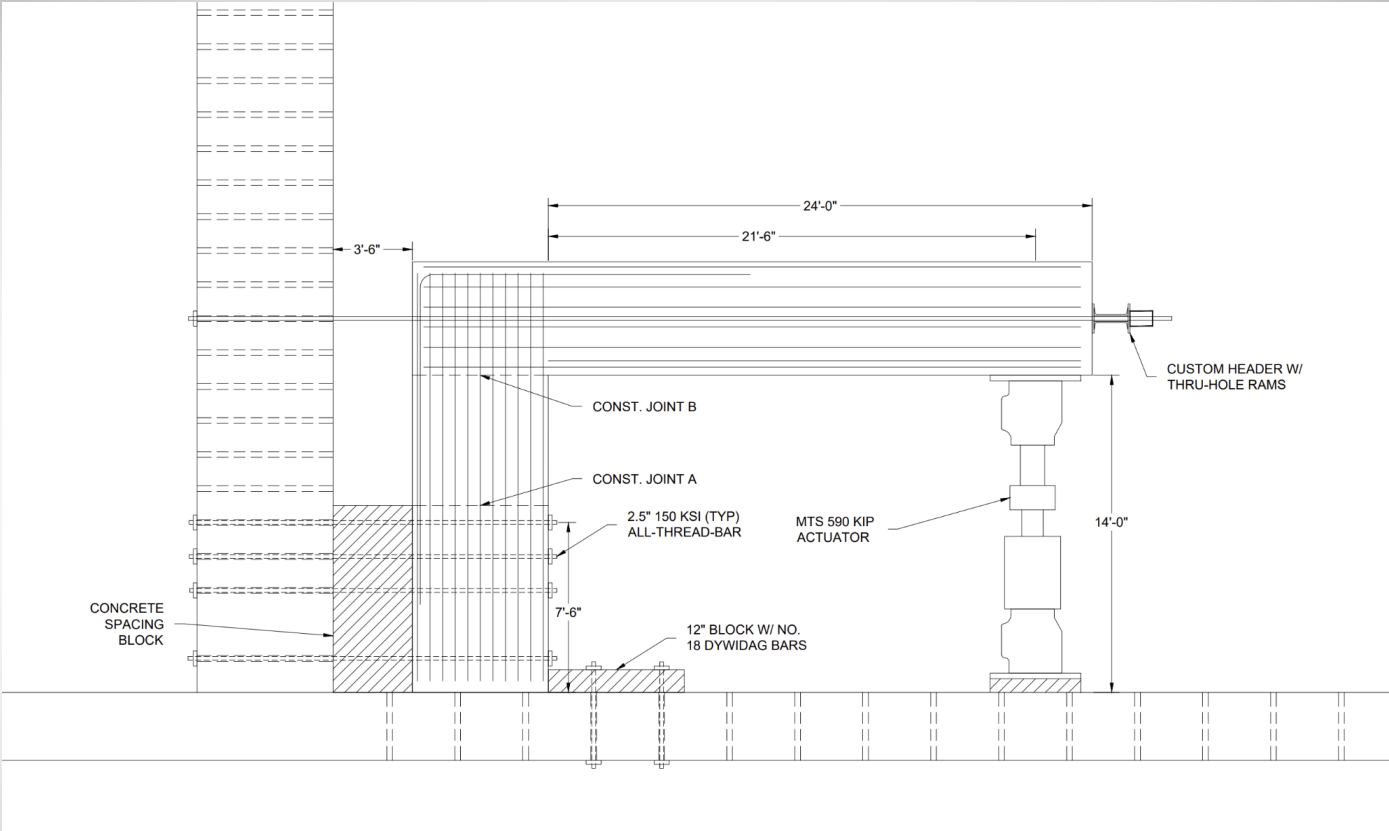 24'-0"
21'-6"
3'-6"
CUSTOM HEADER W/
THRU-HOLE RAMS
CONST. JOINT B
CONST. JOINT A
2.5" 150 KSI (TYP)
ALL-THREAD-BAR
MTS 590 KIP
ACTUATOR
14'-0"
7'-6"
CONCRETE
SPACING
BLOCK
12" BLOCK W/ NO.
18 DYWIDAG BARS